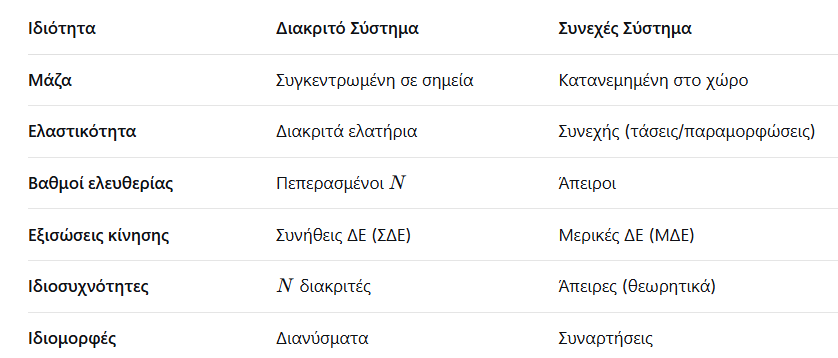 Ιδιότητα Διακριτό Σύστημα Συνεχές Σύστημα
Μάζα Συγκεντρωμένη σε σημεία Κατανεμημένη στο χώρο
Ελαστικότητα Διακριτά ελατήρια Συνεχής (τάσεις/παραμορφώσεις)
Βαθμοί ελευθερίας Πεπερασμένοι N Άπειροι
Εξισώσεις κίνησης Συνήθεις ΔΕ (ΣΔΕ) Μερικές ΔΕ (ΜΔΕ)
Ιδιοσυχνότητες N διακριτές Άπειρες (θεωρητικά)
Ιδιομορφές Διανύσματα Συναρτήσεις